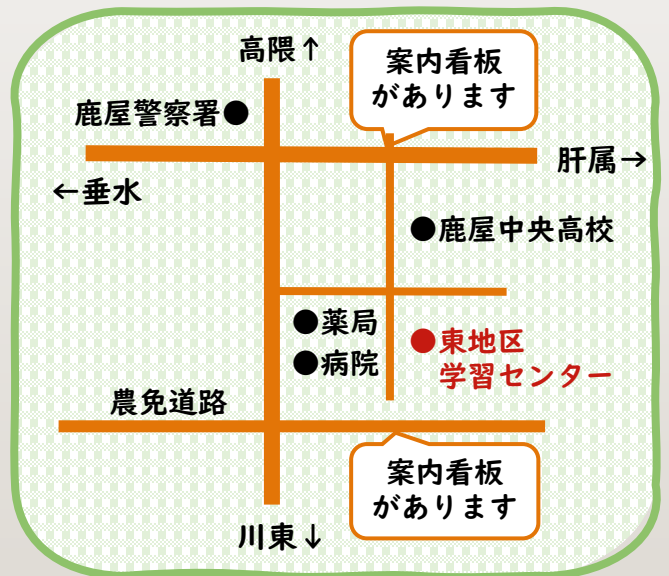 高隈↑
案内看板
があります
鹿屋警察署●
肝属→
←垂水
●鹿屋中央高校
●薬局
●病院
●東地区
学習センター
農免道路
案内看板
があります
川東↓